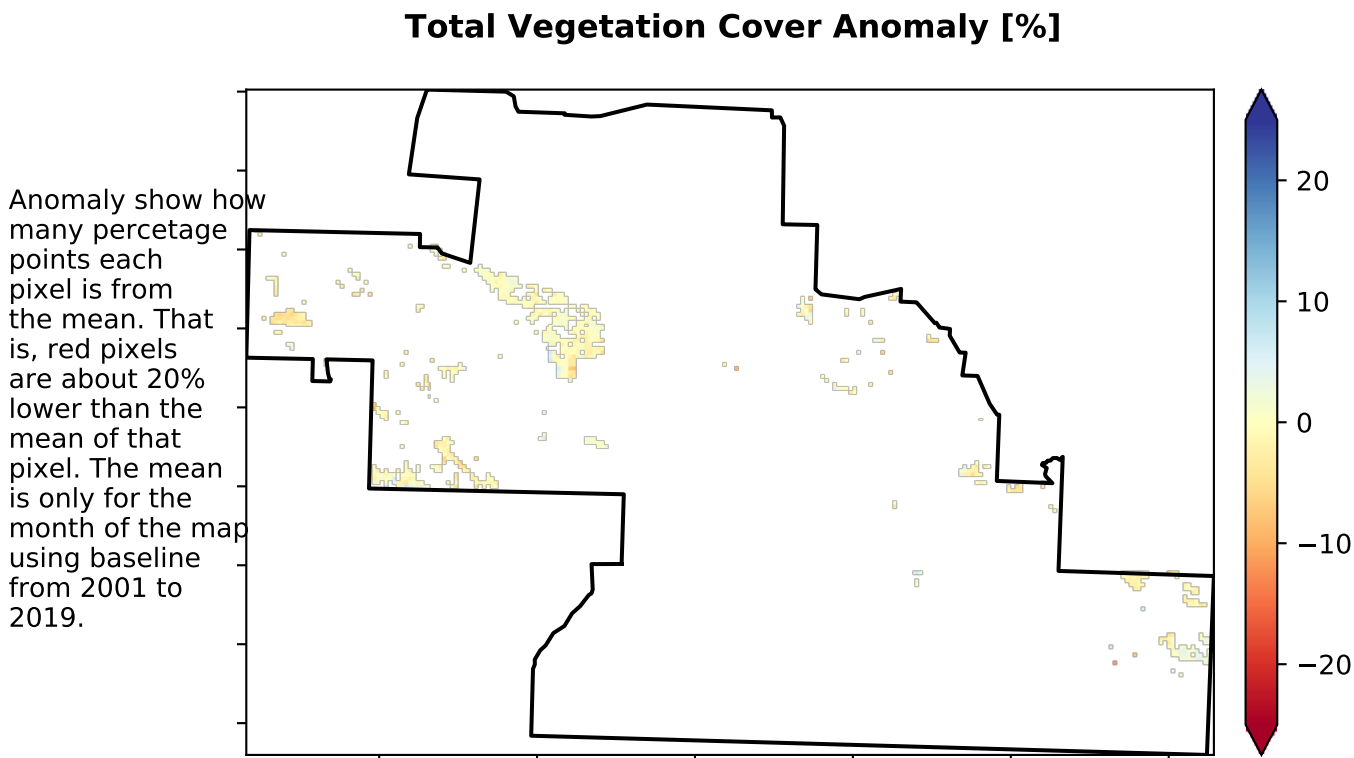 Total Vegetation Cover Anomaly [%]
Anomaly show how
many percetage
points each
pixel is from
the mean. That
is, red pixels
are about 20%
lower than the
mean of that
pixel. The mean
is only for the
month of the map
using baseline
from 2001 to
2019.
20
10
0
−10
−20